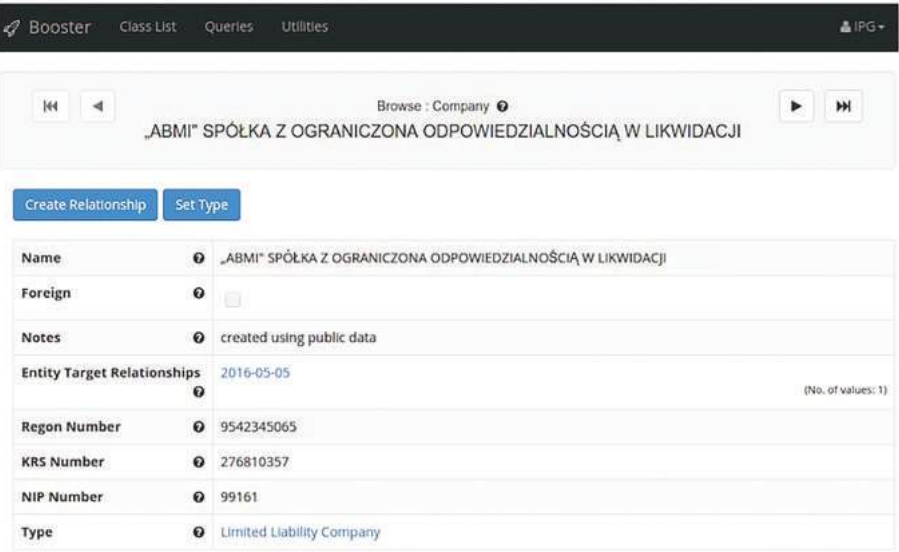 Booster Class List Queries Utilities IPG
Browse : Company
„ABMI" SPÓŁKA Z OGRANICZONA ODPOWIEDZIALNOŚCIĄ W LIKWIDACJI
Create Relationship Set Type
Name „ABMI" SPÓŁKA Z OGRANICZONA ODPOWIEDZIALNOŚCIĄ W LIKWIDACJI
Foreign
Notes created using public data
Entity Target Relationships 2016-05-05
(No. of values: 1)
Regon Number 9542345065
KRS Number 276810357
NIP Number 99161
Type Limited Liability Company